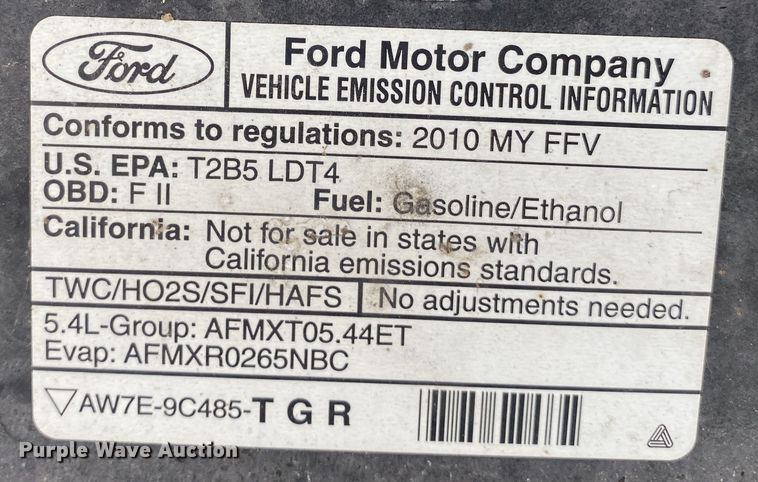 Ford
Ford Motor Company
VEHICLE EMISSION CONTROL INFORMATION
Conforms to regulations: 2010 MY FFV
U.S. EPA: T2B5 LDT4
OBD: F II Fuel: Gasoline/Ethanol
California: Not for sale in states with
California emissions standards.
TWC/HO2S/SFI/HAFS No adjustments needed.
5.4L-Group: AFMXT05.44ET
Evap: AFMXR0265NBC
AW7E-9C485-T G R
Purple Wave Auction